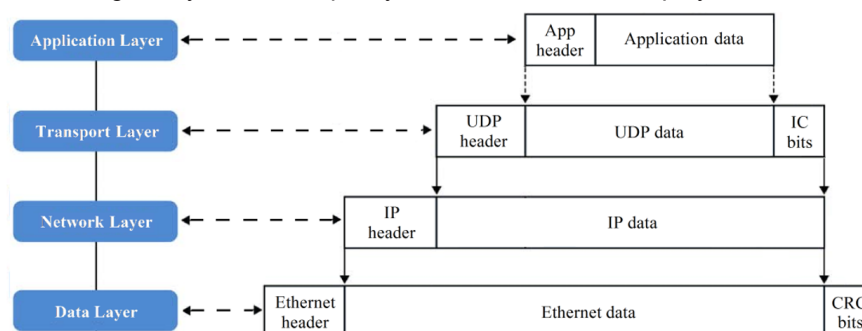 Application Layer
App
header
Application data
Transport Layer
UDP
header
UDP data
IC
bits
Network Layer
IP
header
IP data
Data Layer
Ethernet
header
Ethernet data
CRC
bits